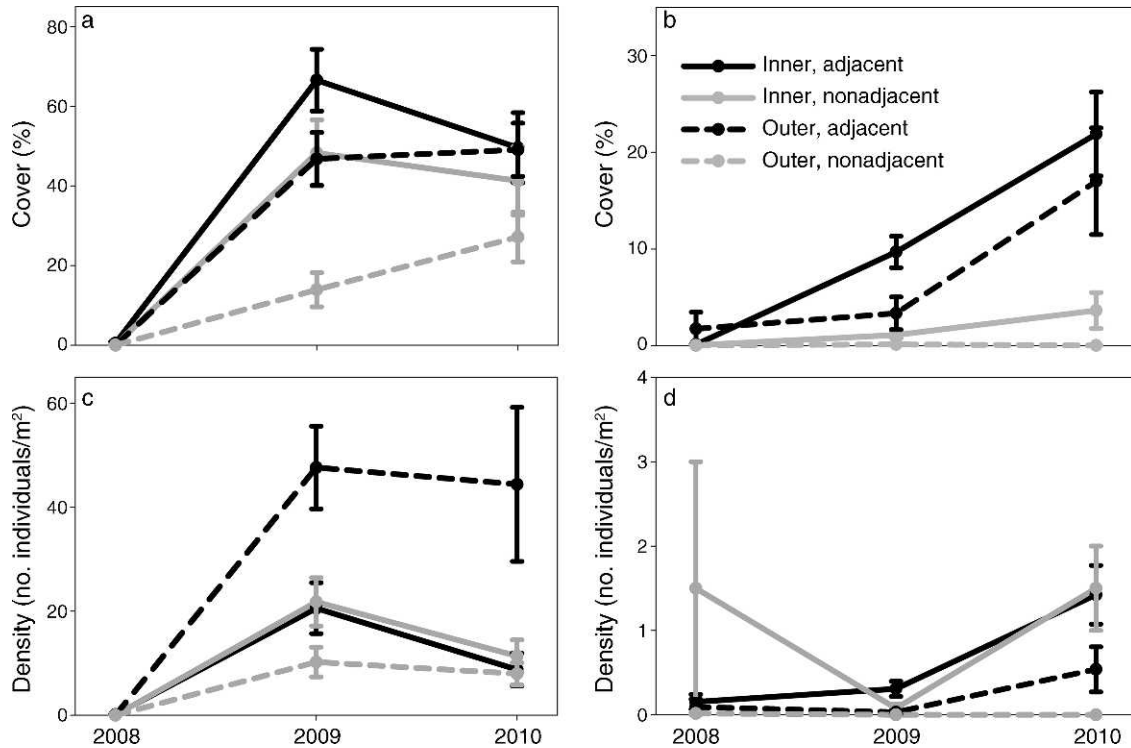 a
80
60
40
20
0
Cover (%)
b
30
20
10
0
Cover (%)
Inner, adjacent
Inner, nonadjacent
Outer, adjacent
Outer, nonadjacent
c
60
40
20
0
Density (no. individuals/m²)
2008 2009 2010
d
4
3
2
1
0
Density (no. individuals/m²)
2008 2009 2010